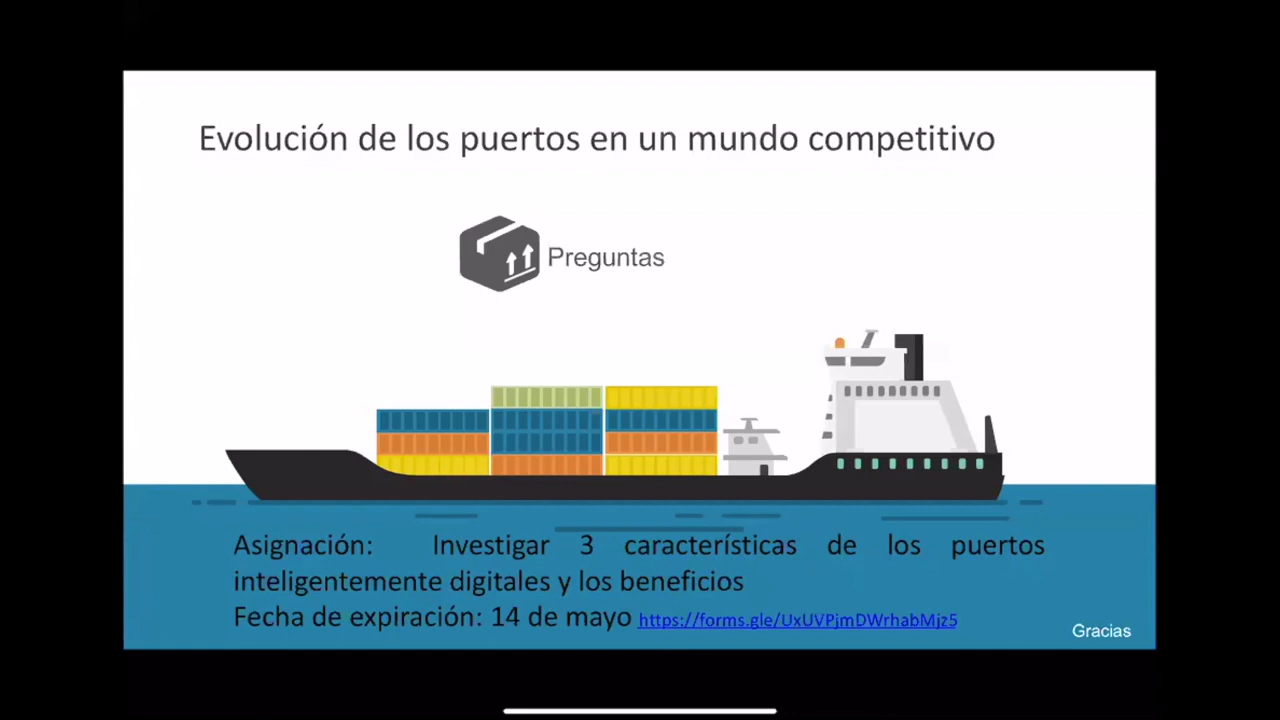 Evolución de los puertos en un mundo competitivo
Preguntas
Asignación: Investigar 3 características de los puertos
inteligentemente digitales y los beneficios
Fecha de expiración: 14 de mayo https://forms.gle/UxUVPjmDWrhabMjz5
Gracias